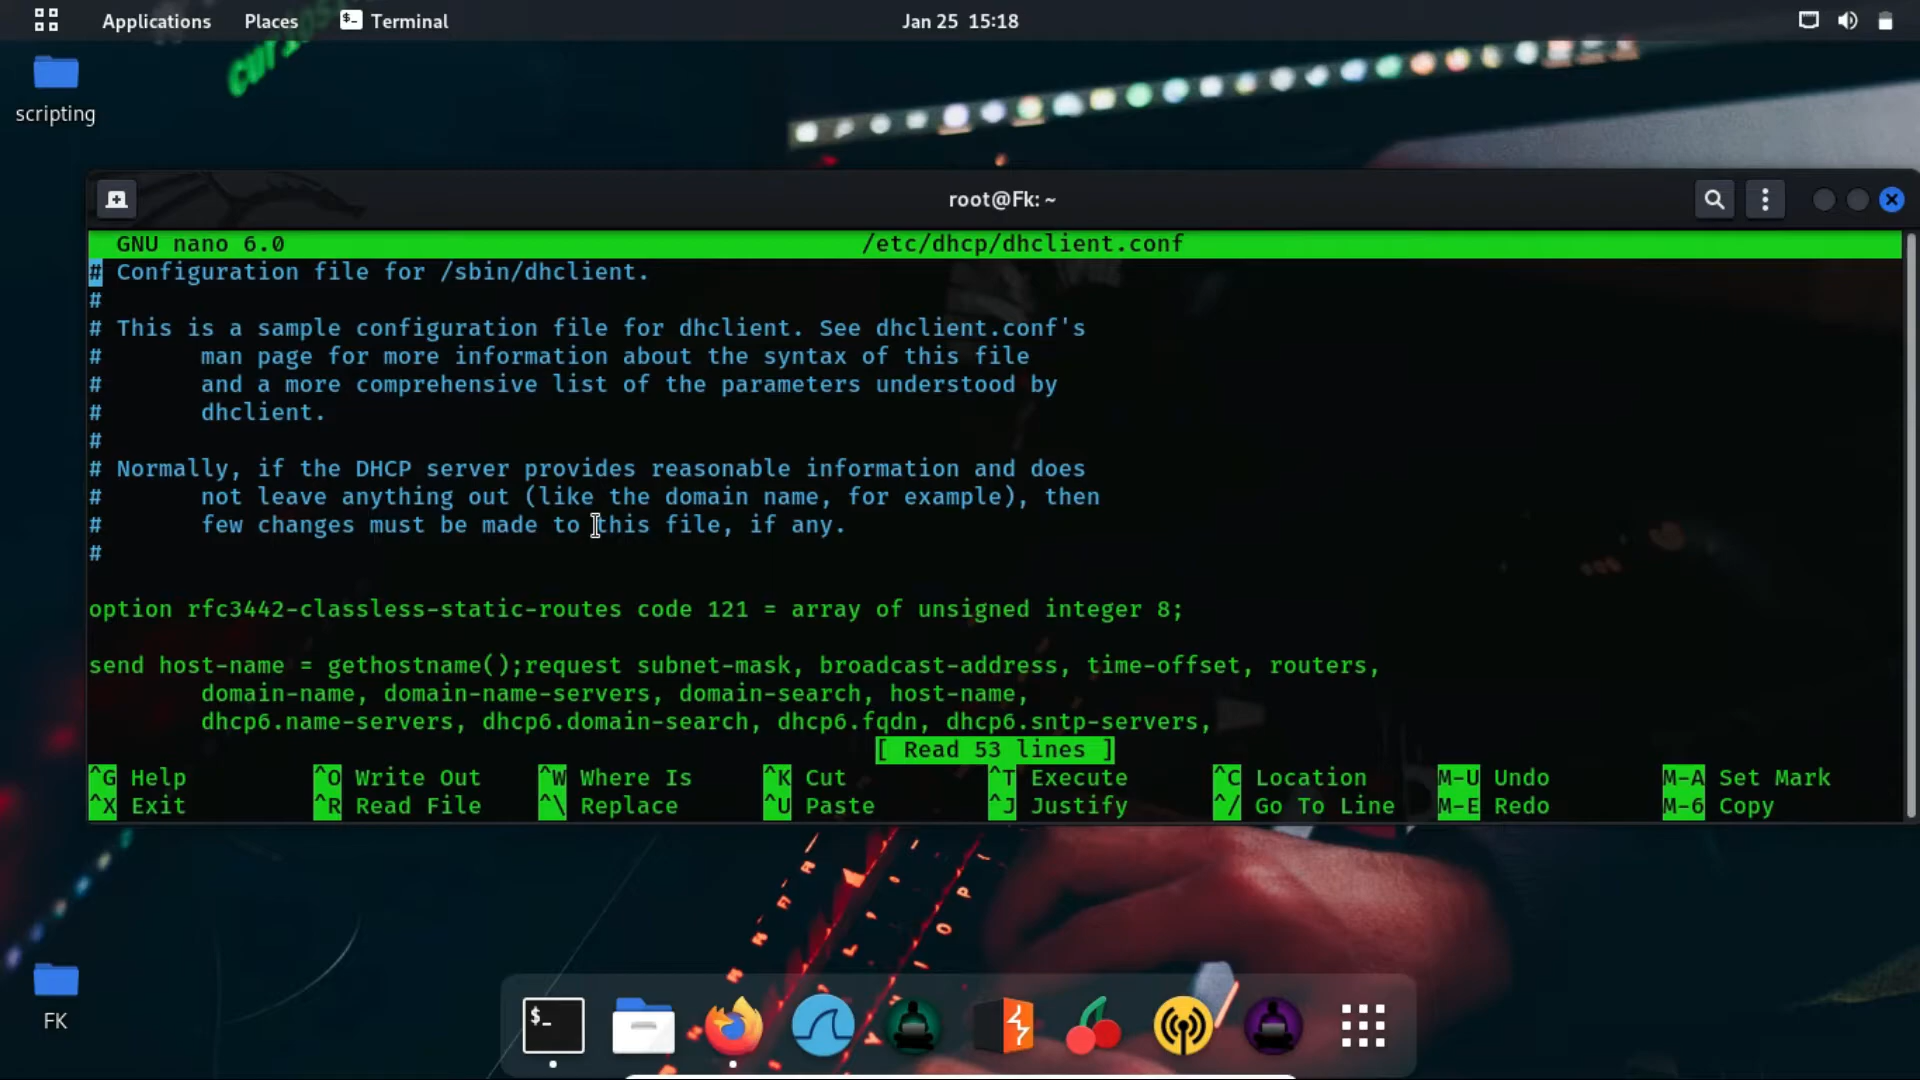 Applications Places Terminal Jan 25 15:18
scripting
root@Fk: ~
GNU nano 6.0 /etc/dhcp/dhclient.conf
# Configuration file for /sbin/dhclient.
#
# This is a sample configuration file for dhclient. See dhclient.conf's
# man page for more information about the syntax of this file
# and a more comprehensive list of the parameters understood by
# dhclient.
#
# Normally, if the DHCP server provides reasonable information and does
# not leave anything out (like the domain name, for example), then
# few changes must be made to this file, if any.
#
option rfc3442-classless-static-routes code 121 = array of unsigned integer 8;
send host-name = gethostname();request subnet-mask, broadcast-address, time-offset, routers,
domain-name, domain-name-servers, domain-search, host-name,
dhcp6.name-servers, dhcp6.domain-search, dhcp6.fqdn, dhcp6.sntp-servers,
[ Read 53 lines ]
^G Help ^O Write Out ^W Where Is ^K Cut ^T Execute ^C Location M-U Undo M-A Set Mark
^X Exit ^R Read File ^\ Replace ^U Paste ^J Justify ^/ Go To Line M-E Redo M-6 Copy
FK
$_